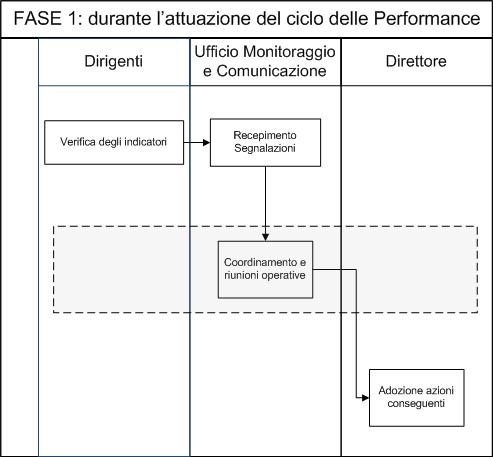 FASE 1: durante l'attuazione del ciclo delle Performance
Dirigenti
Ufficio Monitoraggio
e Comunicazione
Direttore
Verifica degli indicatori
Recepimento
Segnalazioni
Coordinamento e
riunioni operative
Adozione azioni
conseguenti